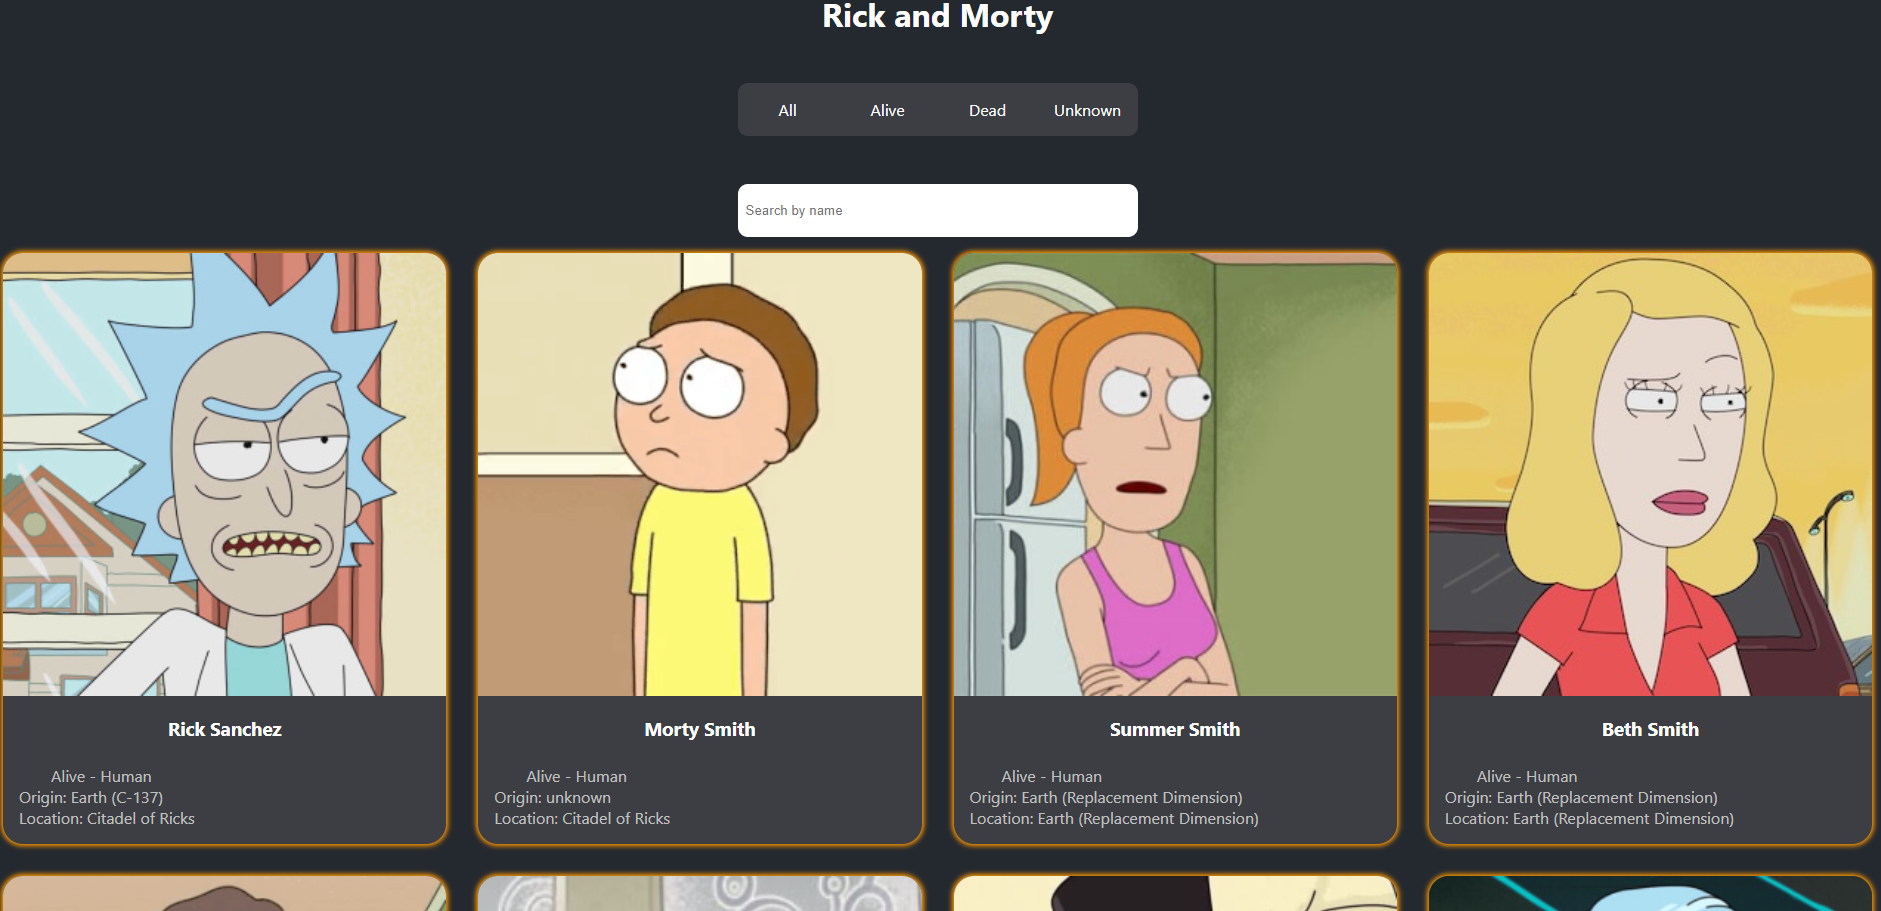 Rick and Morty
All Alive Dead Unknown
Search by name
Rick Sanchez
Alive - Human
Origin: Earth (C-137)
Location: Citadel of Ricks
Morty Smith
Alive - Human
Origin: unknown
Location: Citadel of Ricks
Summer Smith
Alive - Human
Origin: Earth (Replacement Dimension)
Location: Earth (Replacement Dimension)
Beth Smith
Alive - Human
Origin: Earth (Replacement Dimension)
Location: Earth (Replacement Dimension)